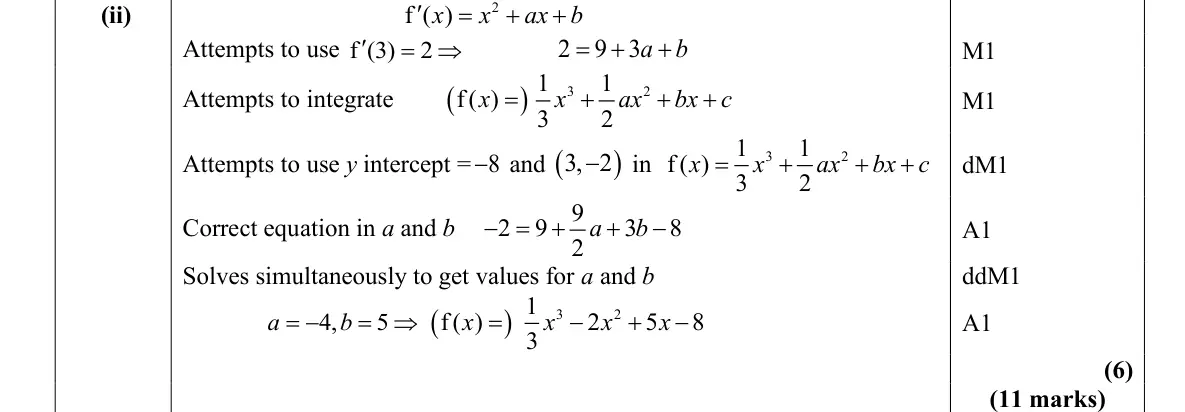 (ii) f′(x) = x² + ax + b
Attempts to use f′(3) = 2 ⇒ 2 = 9 + 3a + b M1
Attempts to integrate (f(x) =) 1/3 x³ + 1/2 ax² + bx + c M1
Attempts to use y intercept = −8 and (3, −2) in f(x) = 1/3 x³ + 1/2 ax² + bx + c dM1
Correct equation in a and b −2 = 9 + 9/2 a + 3b − 8 A1
Solves simultaneously to get values for a and b ddM1
a = −4, b = 5 ⇒ (f(x) =) 1/3 x³ − 2x² + 5x − 8 A1
(6)
(11 marks)